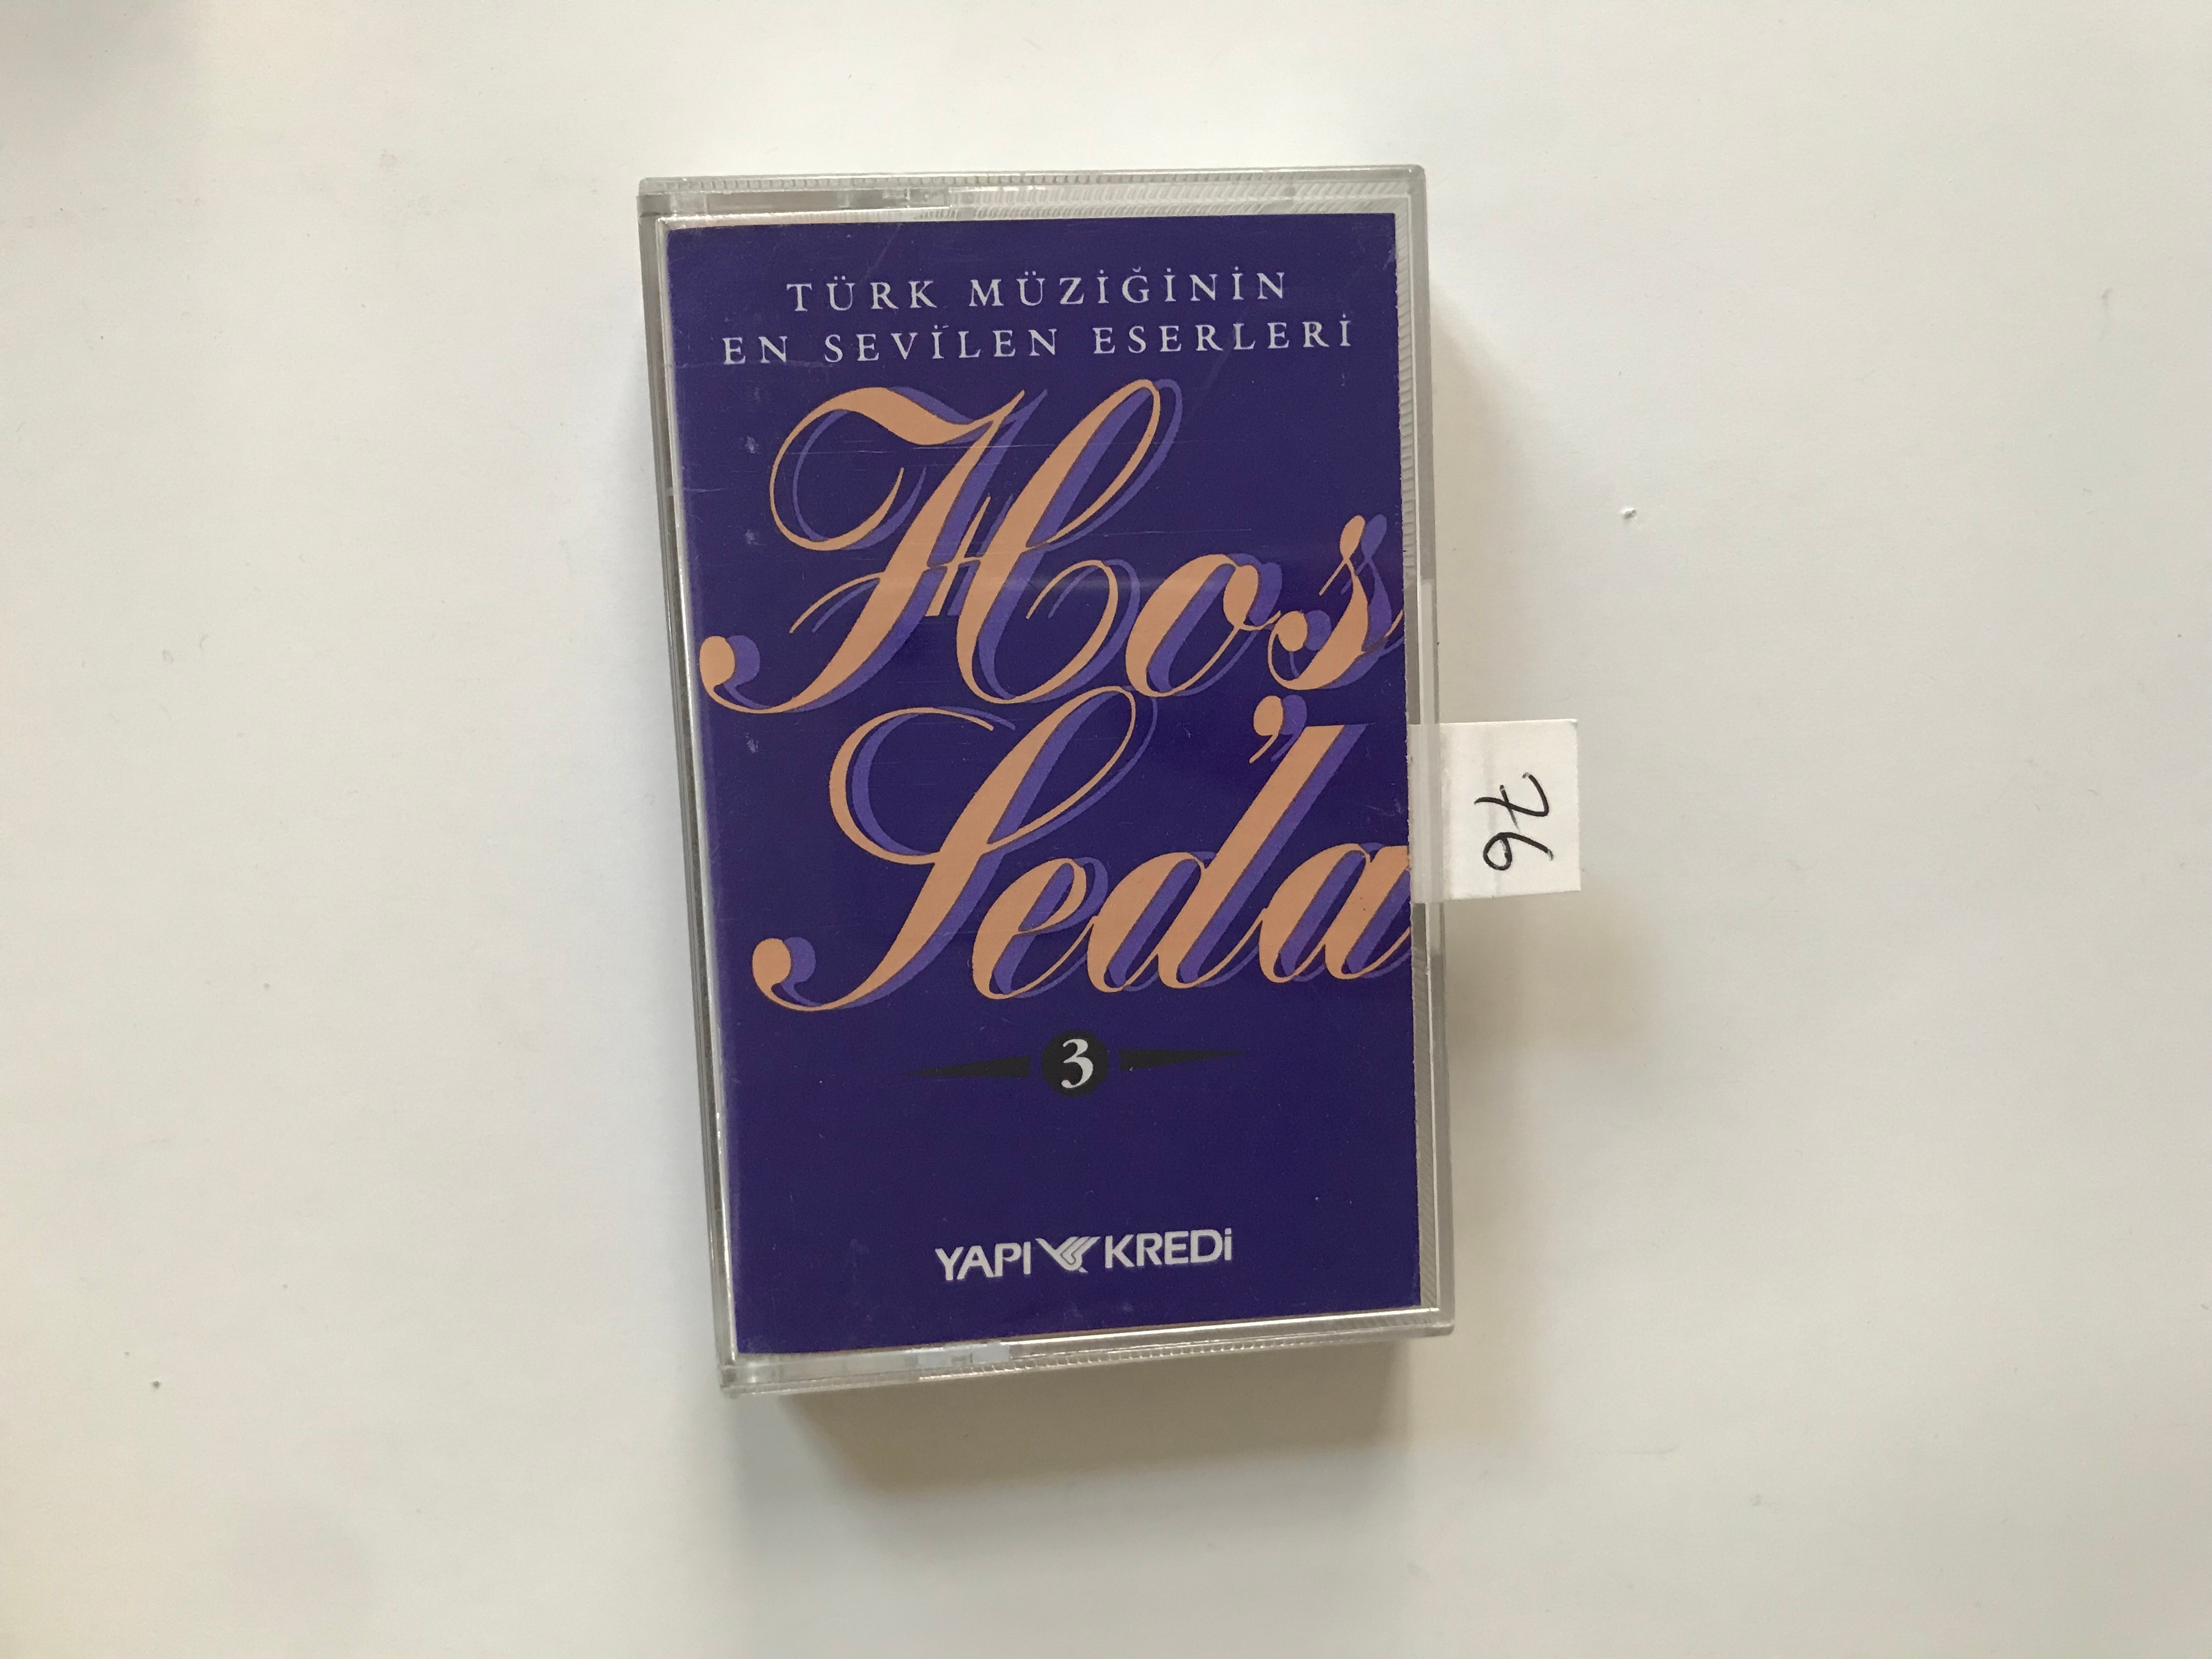 TÜRK MÜZİĞİNİN
EN SEVİLEN ESERLERİ
Hoş
Seda
3
YAPI KREDİ
76